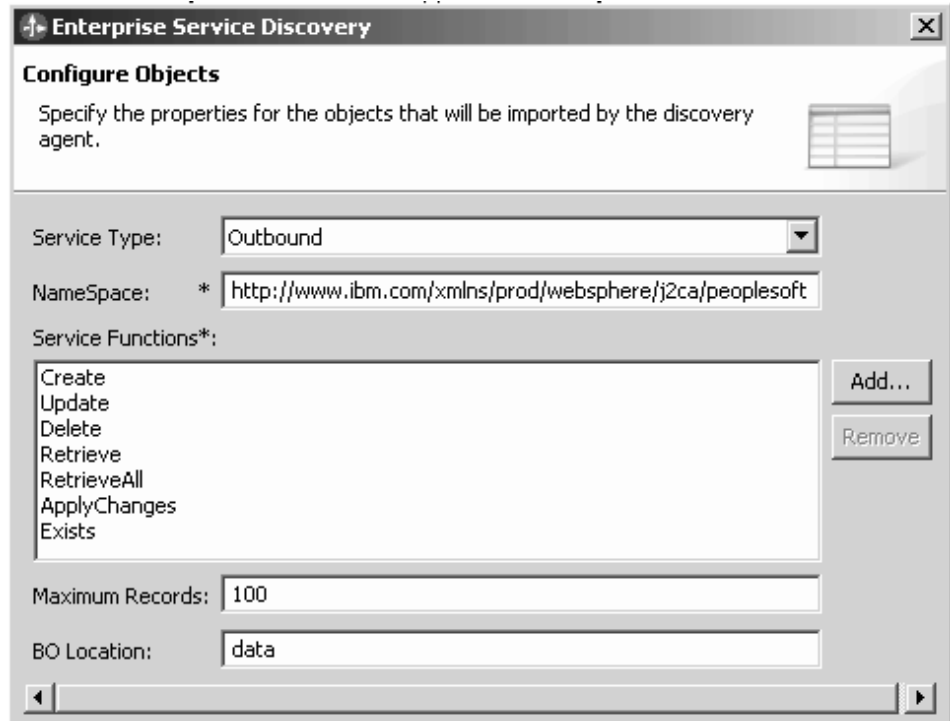 Enterprise Service Discovery
Configure Objects
Specify the properties for the objects that will be imported by the discovery
agent.
Service Type: Outbound
NameSpace: * http://www.ibm.com/xmlns/prod/websphere/j2ca/peoplesoft
Service Functions*:
Create
Update
Delete
Retrieve
RetrieveAll
ApplyChanges
Exists
Add...
Remove
Maximum Records: 100
BO Location: data